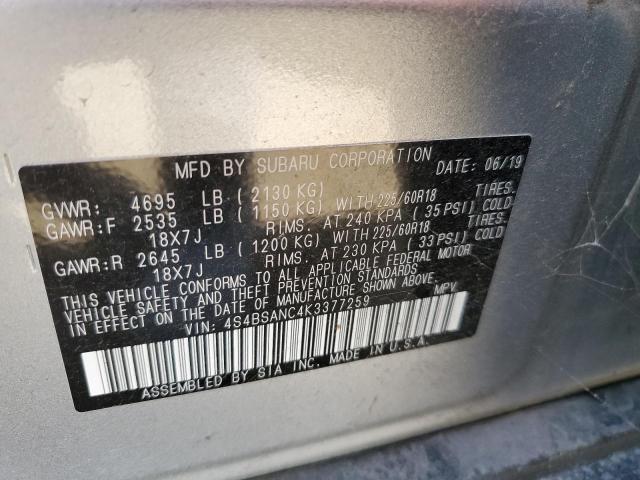 MFD BY SUBARU CORPORATION DATE: 06/19
GVWR: 4695 LB ( 2130 KG)
GAWR:F 2535 LB ( 1150 KG) WITH 225/60R18 TIRES.
18X7J RIMS. AT 240 KPA ( 35 PSI) COLD
GAWR:R 2645 LB ( 1200 KG) WITH 225/60R18 TIRES.
18X7J RIMS. AT 230 KPA ( 33 PSI) COLD
THIS VEHICLE CONFORMS TO ALL APPLICABLE FEDERAL MOTOR
VEHICLE SAFETY AND THEFT PREVENTION STANDARDS
IN EFFECT ON THE DATE OF MANUFACTURE SHOWN ABOVE.
VIN: 4S4BSANC4K3377259 MPV
ASSEMBLED BY SIA INC. MADE IN U.S.A.